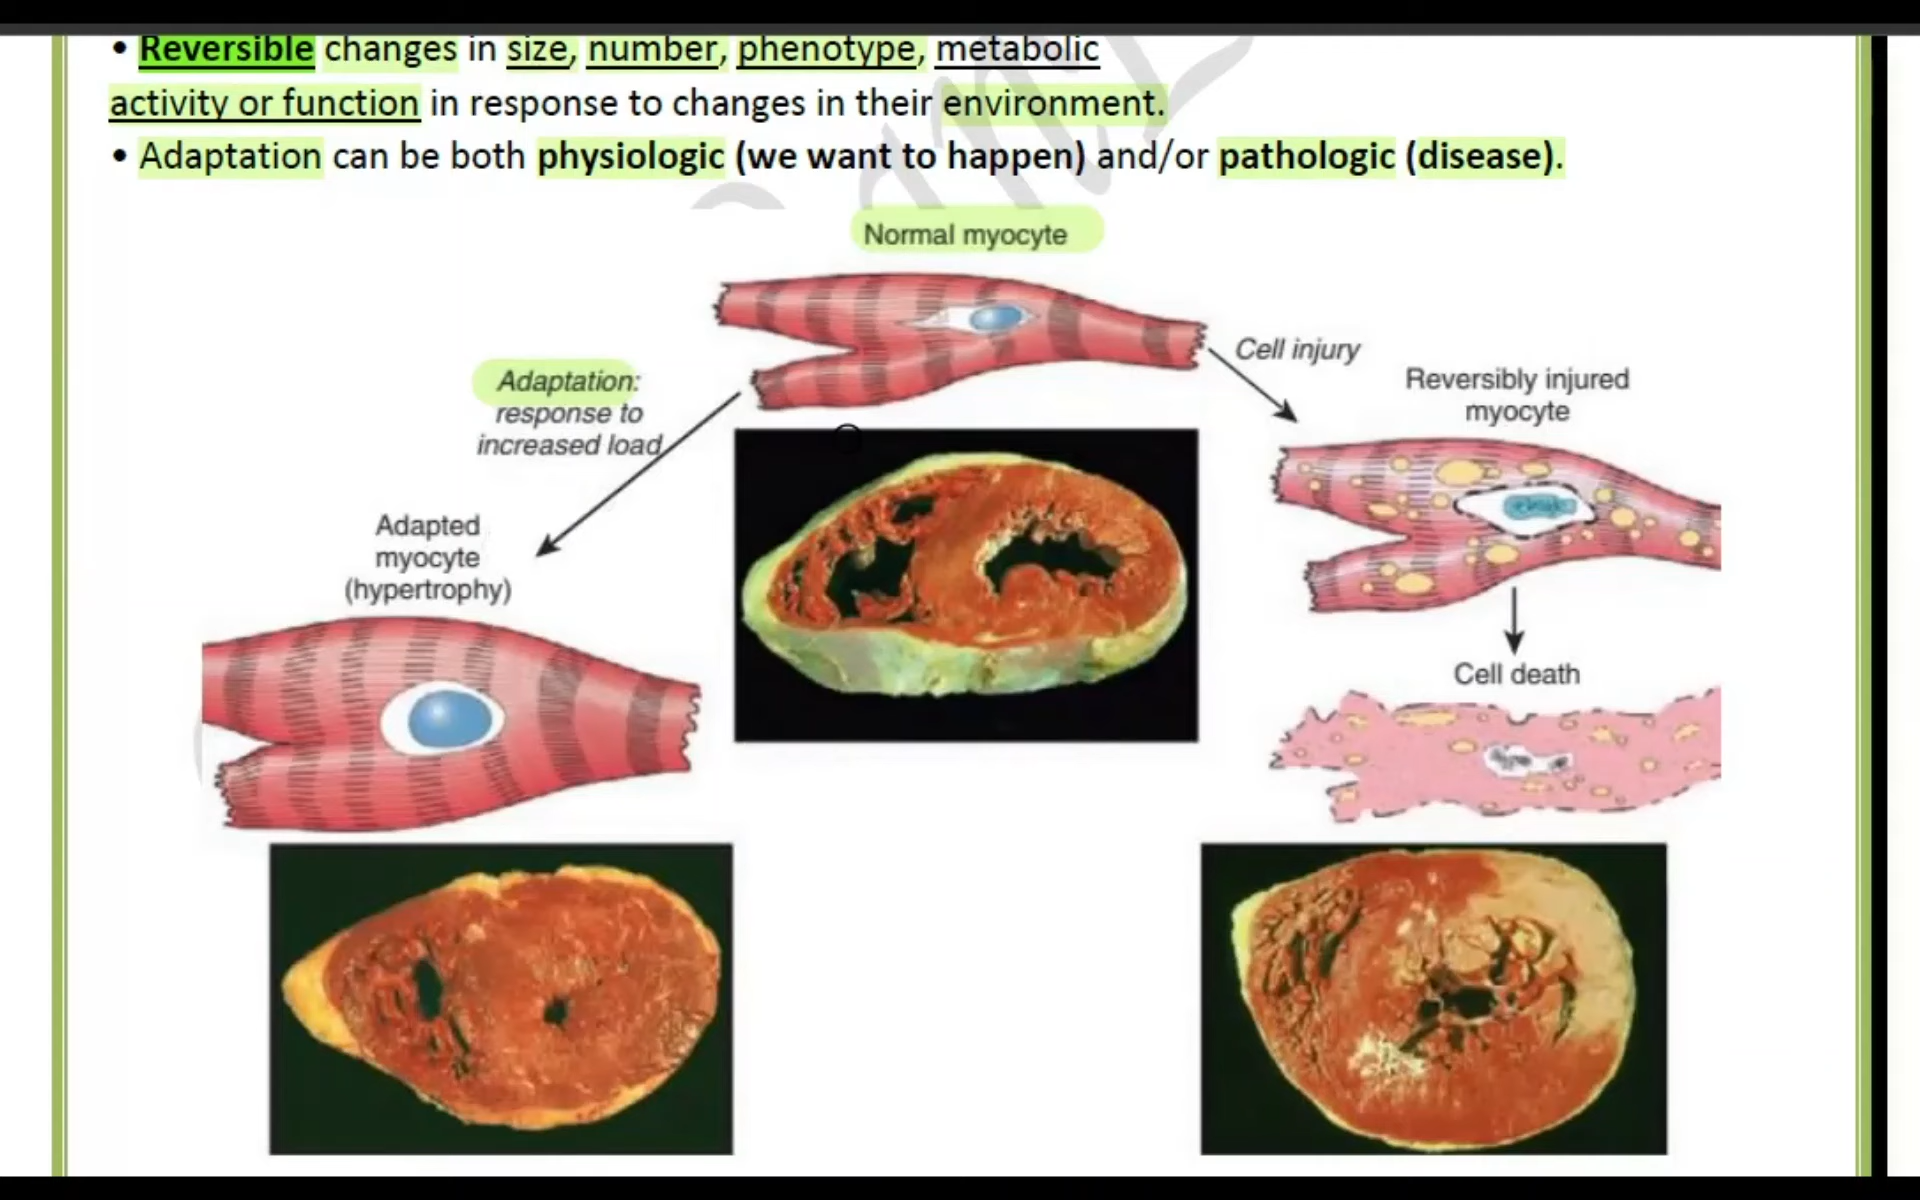 • Reversible changes in size, number, phenotype, metabolic
activity or function in response to changes in their environment.
• Adaptation can be both physiologic (we want to happen) and/or pathologic (disease).
Normal myocyte
Adaptation:
response to
increased load
Cell injury
Reversibly injured
myocyte
Adapted
myocyte
(hypertrophy)
Cell death